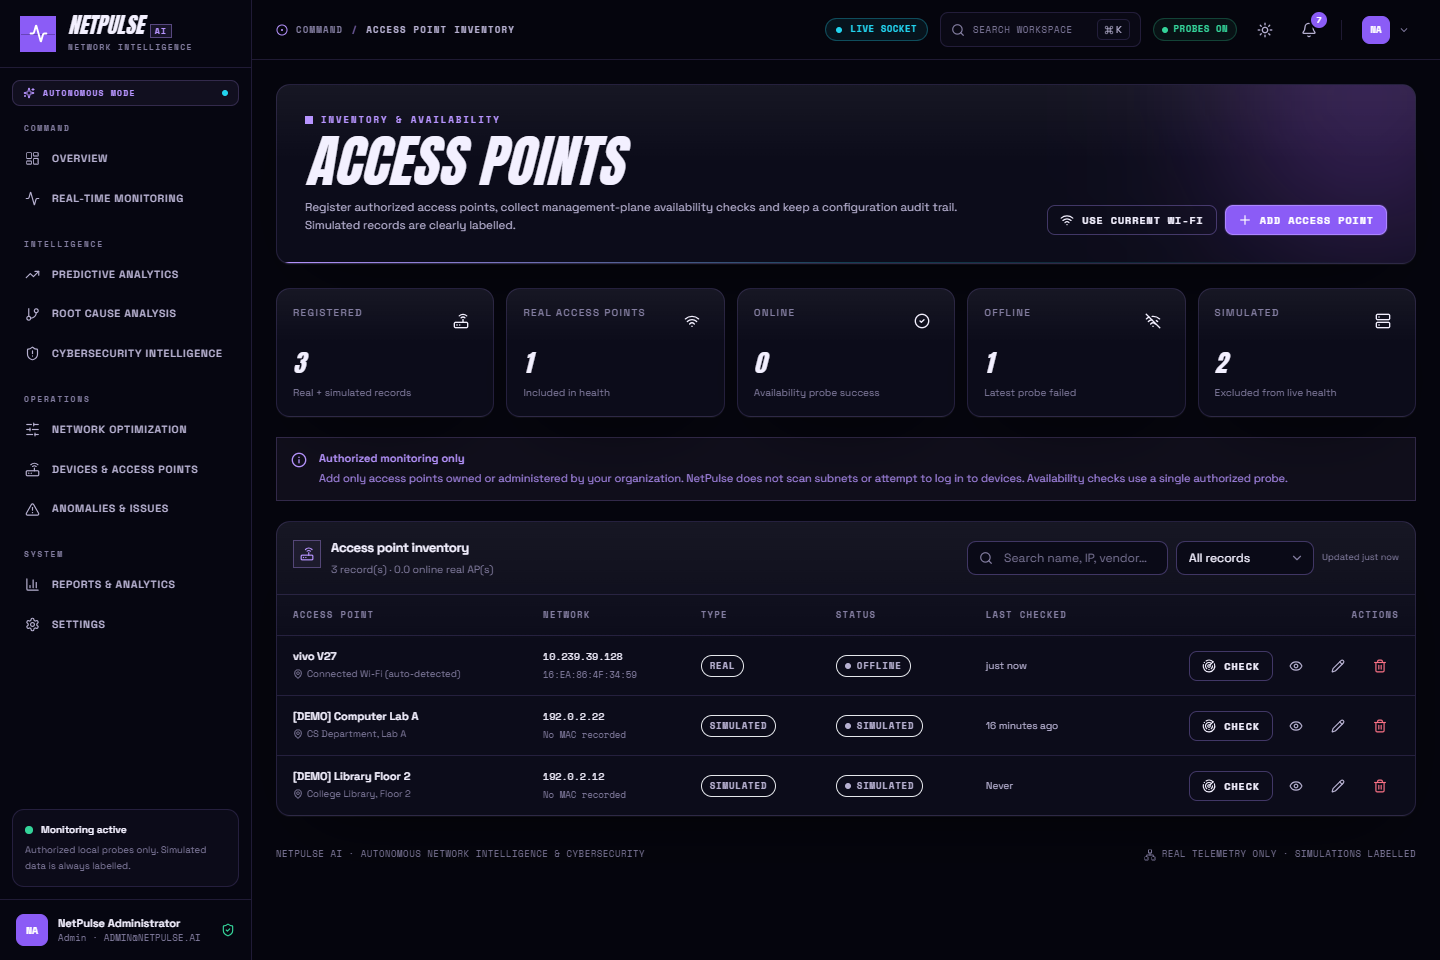 NETPULSE AI
NETWORK INTELLIGENCE
AUTONOMOUS MODE
COMMAND
OVERVIEW
REAL-TIME MONITORING
INTELLIGENCE
PREDICTIVE ANALYTICS
ROOT CAUSE ANALYSIS
CYBERSECURITY INTELLIGENCE
OPERATIONS
NETWORK OPTIMIZATION
DEVICES & ACCESS POINTS
ANOMALIES & ISSUES
SYSTEM
REPORTS & ANALYTICS
SETTINGS
Monitoring active
Authorized local probes only. Simulated
data is always labelled.
NA
NetPulse Administrator
Admin · ADMIN@NETPULSE.AI
COMMAND / ACCESS POINT INVENTORY
LIVE SOCKET
SEARCH WORKSPACE ⌘K
PROBES ON
7
NA
INVENTORY & AVAILABILITY
ACCESS POINTS
Register authorized access points, collect management-plane availability checks and keep a configuration audit trail.
Simulated records are clearly labelled.
USE CURRENT WI-FI
ADD ACCESS POINT
REGISTERED
3
Real + simulated records
REAL ACCESS POINTS
1
Included in health
ONLINE
0
Availability probe success
OFFLINE
1
Latest probe failed
SIMULATED
2
Excluded from live health
Authorized monitoring only
Add only access points owned or administered by your organization. NetPulse does not scan subnets or attempt to log in to devices. Availability checks use a single authorized probe.
Access point inventory
3 record(s) · 0.0 online real AP(s)
Search name, IP, vendor...
All records
Updated just now
ACCESS POINT NETWORK TYPE STATUS LAST CHECKED ACTIONS
vivo V27
Connected Wi-Fi (auto-detected)
10.239.39.128
16:EA:86:4F:34:59
REAL
OFFLINE
just now
CHECK
[DEMO] Computer Lab A
CS Department, Lab A
192.0.2.22
No MAC recorded
SIMULATED
SIMULATED
16 minutes ago
CHECK
[DEMO] Library Floor 2
College Library, Floor 2
192.0.2.12
No MAC recorded
SIMULATED
SIMULATED
Never
CHECK
NETPULSE AI · AUTONOMOUS NETWORK INTELLIGENCE & CYBERSECURITY
REAL TELEMETRY ONLY · SIMULATIONS LABELLED